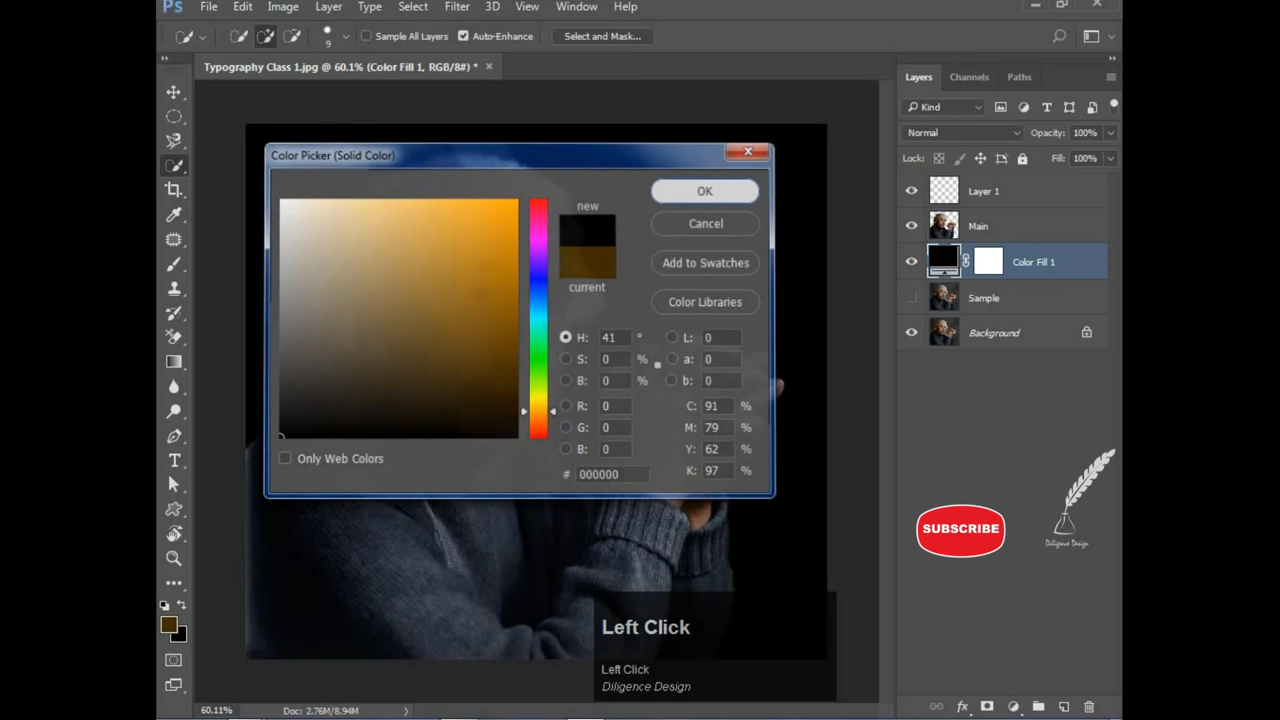 Ps File Edit Image Layer Type Select Filter 3D View Window Help
9 Sample All Layers Auto-Enhance Select and Mask...
Typography Class 1.jpg @ 60.1% (Color Fill 1, RGB/8#) * ×
Layers Channels Paths
Kind
Normal Opacity: 100%
Lock: Fill: 100%
Layer 1
Main
Color Fill 1
Sample
Background
Color Picker (Solid Color)
new
current
OK
Cancel
Add to Swatches
Color Libraries
H: 41 ° L: 0
S: 0 % a: 0
B: 0 % b: 0
R: 0 C: 91 %
G: 0 M: 79 %
B: 0 Y: 62 %
# 000000 K: 97 %
Only Web Colors
SUBSCRIBE
Diligence Design
Left Click
Left Click
Diligence Design
60.11% Doc: 2.76M/8.94M
fx